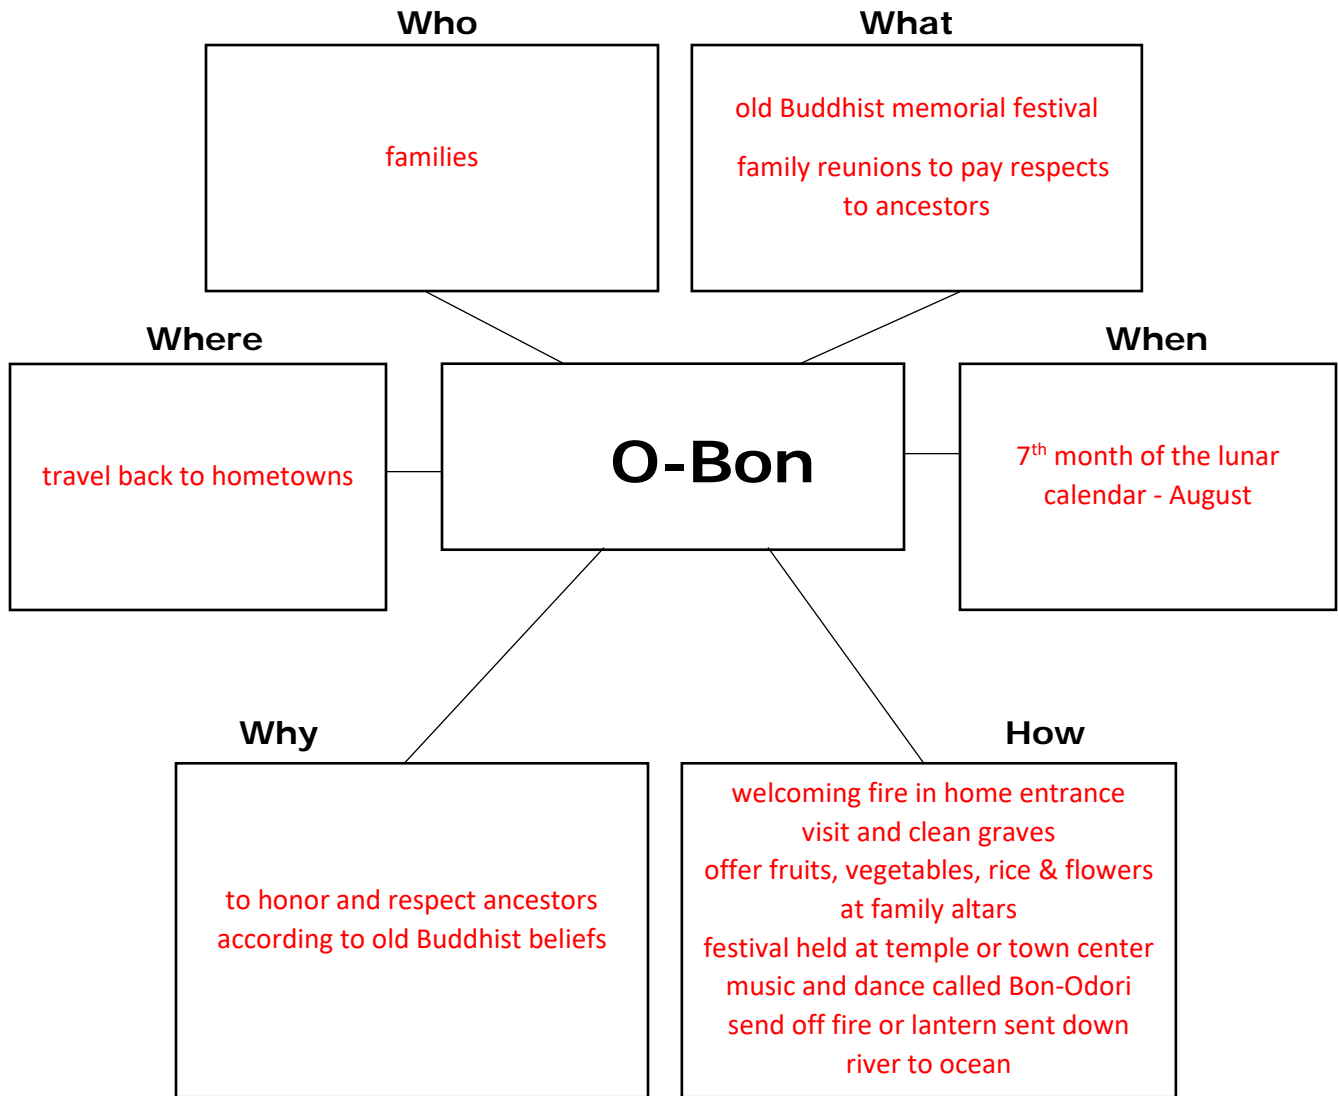 Who
families
What
old Buddhist memorial festival
family reunions to pay respects
to ancestors
Where
travel back to hometowns
O-Bon
When
7th month of the lunar
calendar - August
Why
to honor and respect ancestors
according to old Buddhist beliefs
How
welcoming fire in home entrance
visit and clean graves
offer fruits, vegetables, rice & flowers
at family altars
festival held at temple or town center
music and dance called Bon-Odori
send off fire or lantern sent down
river to ocean